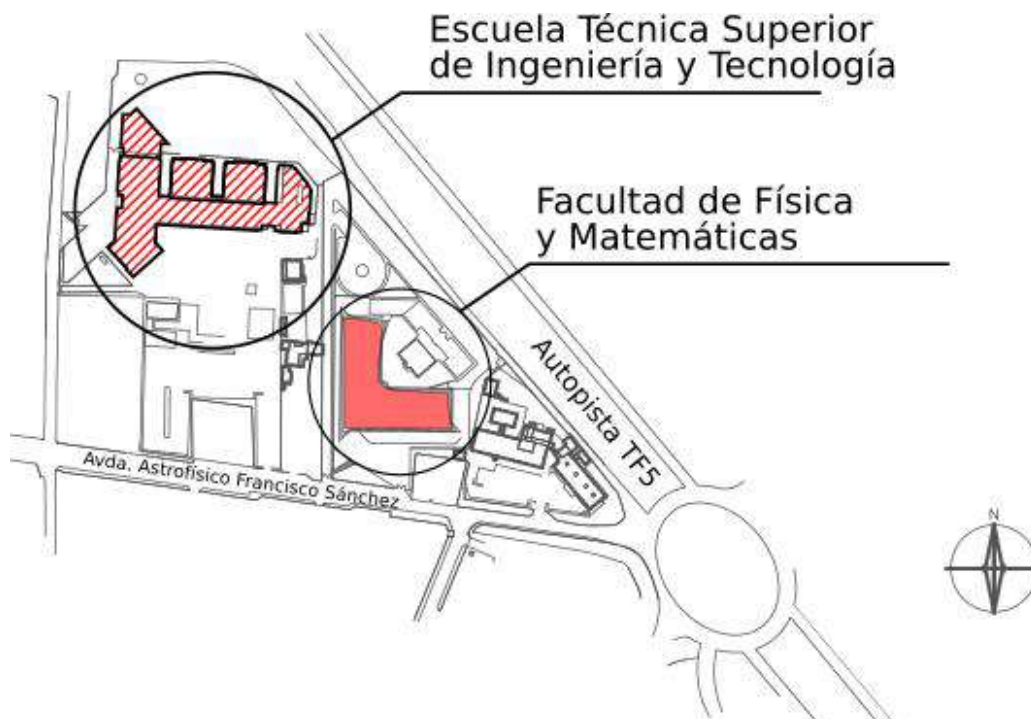 Escuela Técnica Superior
de Ingeniería y Tecnología
Facultad de Física
y Matemáticas
Autopista TF5
Avda. Astrofísico Francisco Sánchez
N